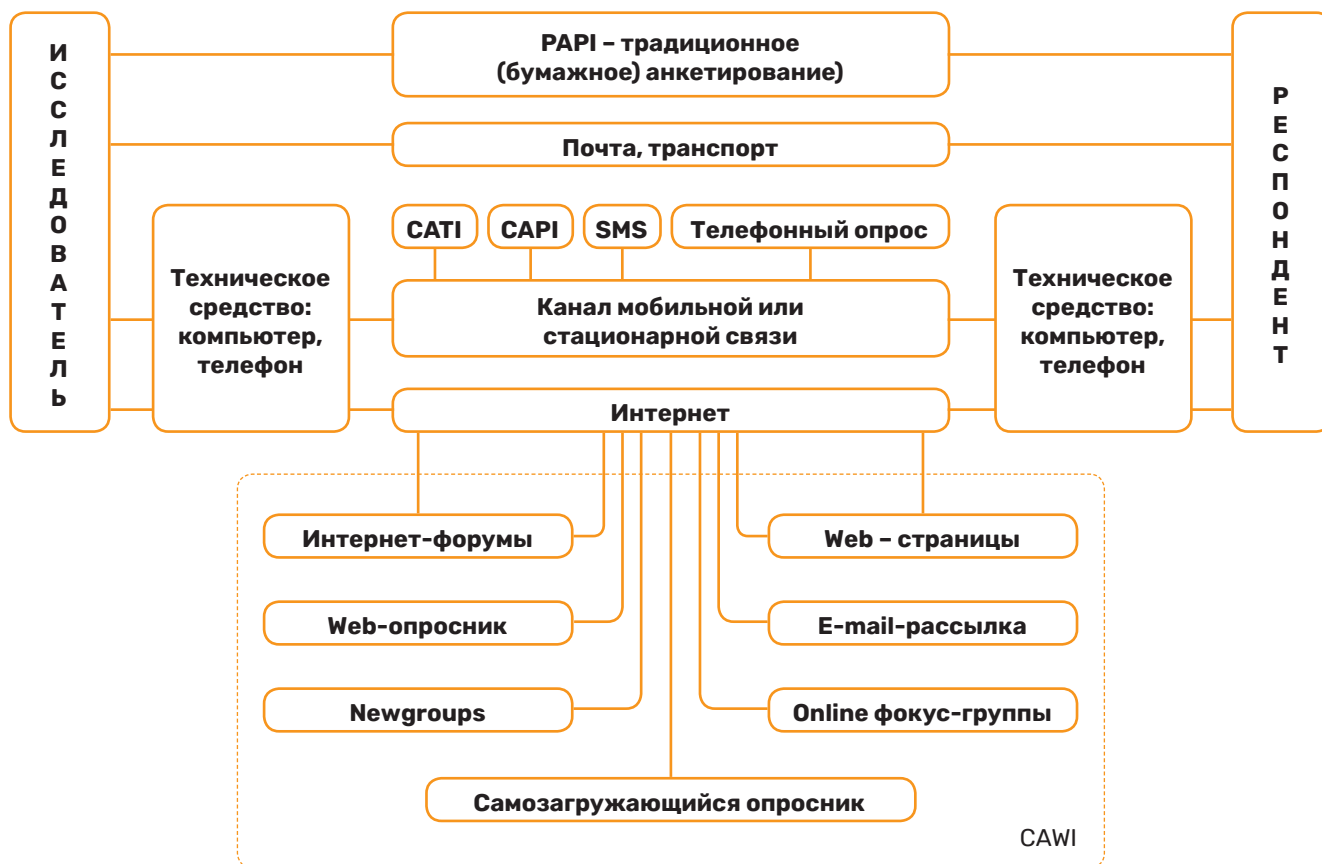 ИССЛЕДОВАТЕЛЬ
PAPI – традиционное
(бумажное) анкетирование)
РЕСПОНДЕНТ
Почта, транспорт
CATI
CAPI
SMS
Телефонный опрос
Техническое
средство:
компьютер,
телефон
Канал мобильной или
стационарной связи
Техническое
средство:
компьютер,
телефон
Интернет
Интернет-форумы
Web – страницы
Web-опросник
E-mail-рассылка
Newgroups
Online фокус-группы
Самозагружающийся опросник
CAWI